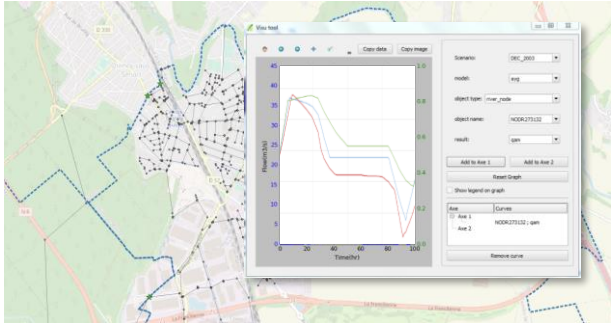 Visu tool
Copy data
Copy image
45
40
35
30
25
20
15
10
5
0
Flow(m3/s)
1.0
0.8
0.6
0.4
0.2
0.0
0 20 40 60 80 100
Time(hr)
Scenario: DEC_2003
model: avg
object type: river_node
object name: NODR273132
result: qam
Add to Axe 1
Add to Axe 2
Reset Graph
Show legend on graph
Axe Curves
Axe 1
NODR273132 ; qam
Axe 2
Remove curve